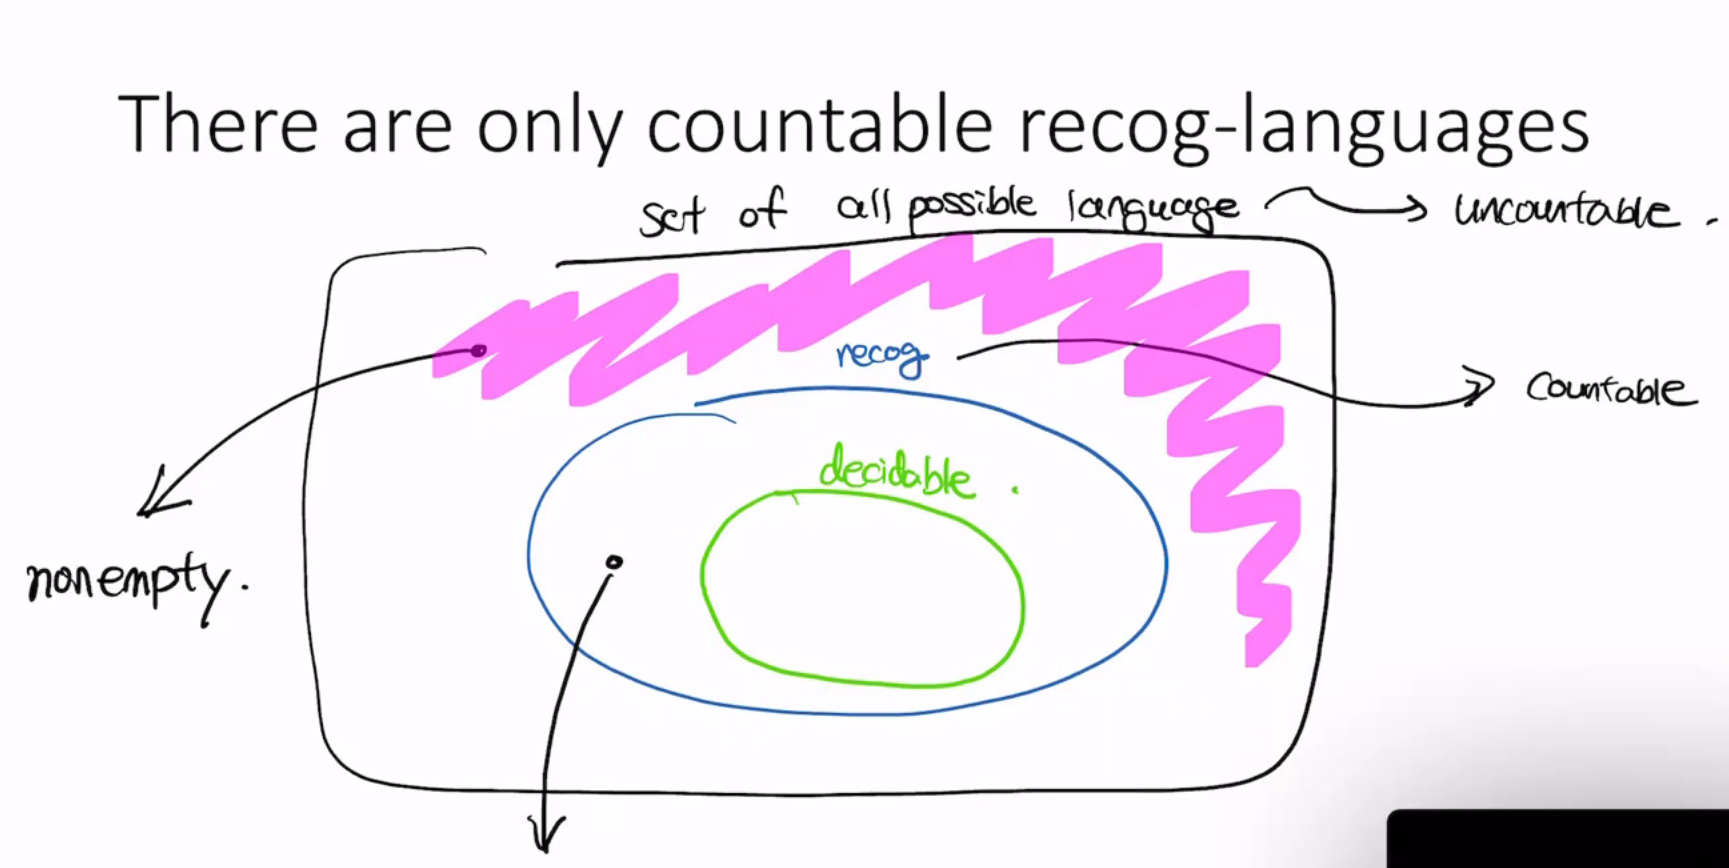 There are only countable recog-languages
set of all possible language → uncountable.
recog → countable
decidable.
nonempty.